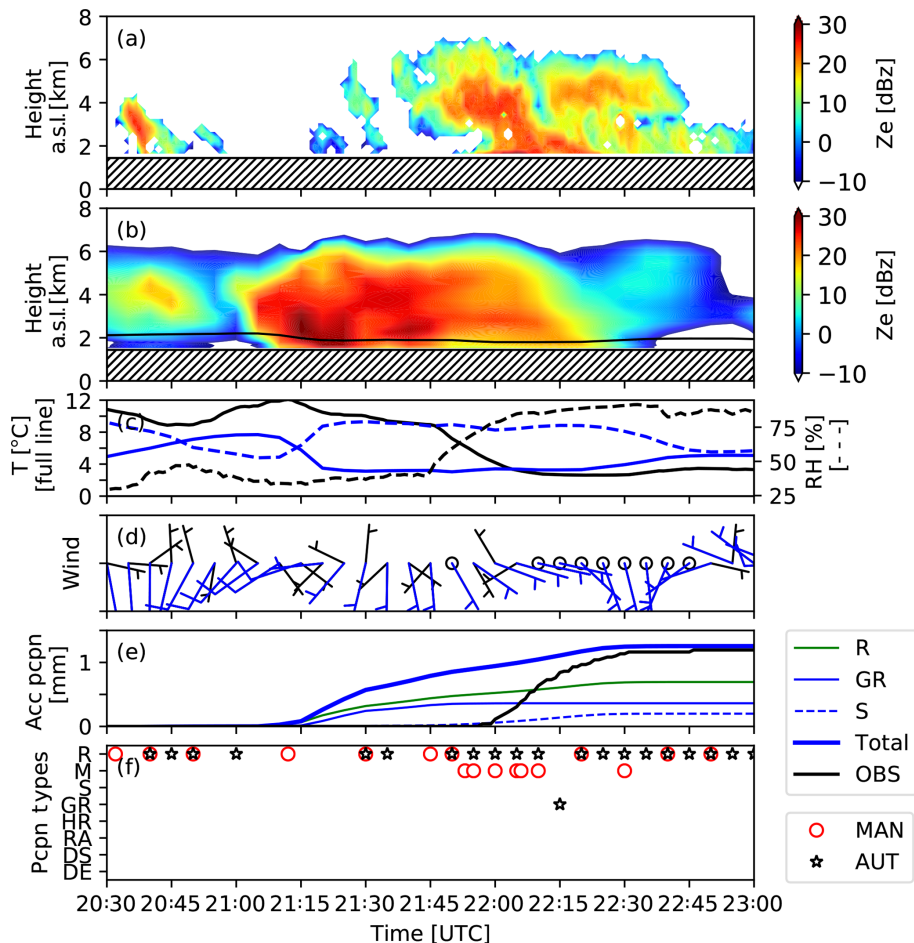 (a)
8
6
4
2
0
Height
a.s.l.[km]
30
20
10
0
−10
Ze [dBz]
(b)
8
6
4
2
0
Height
a.s.l.[km]
30
20
10
0
−10
Ze [dBz]
(c)
12
8
4
0
T [°C]
[full line]
75
50
25
RH [%]
[- - -]
(d)
Wind
(e)
1
0
Acc pcpn
[mm]
R
GR
S
Total
OBS
(f)
R
M
S
GR
HR
RA
DS
DE
Pcpn types
MAN
AUT
20:30 20:45 21:00 21:15 21:30 21:45 22:00 22:15 22:30 22:45 23:00
Time [UTC]